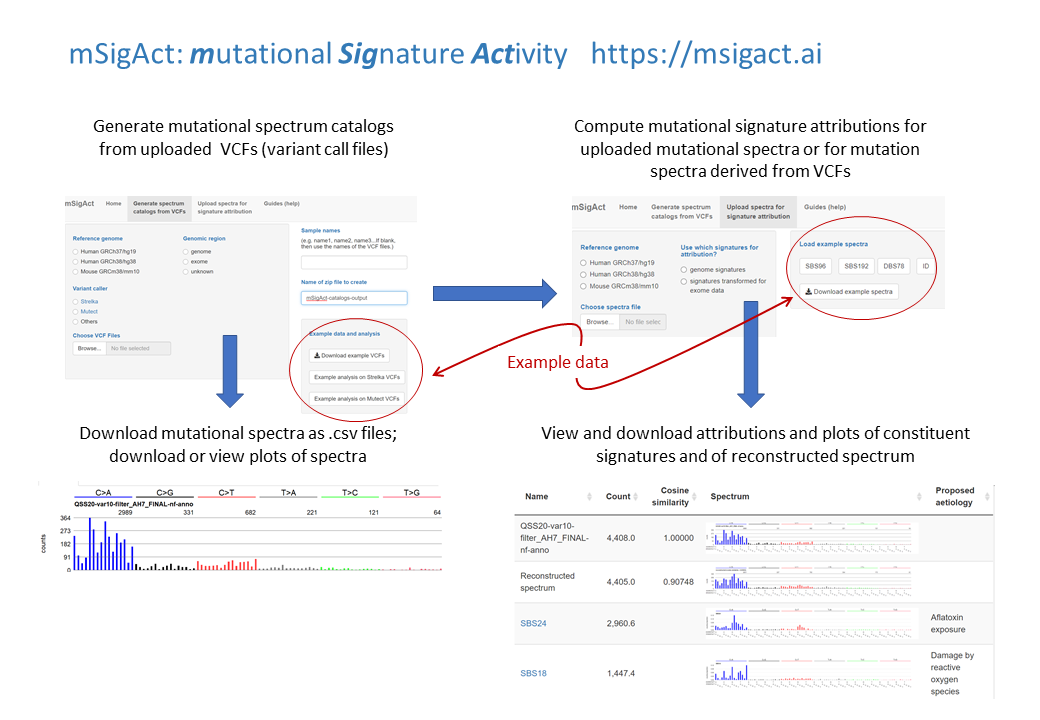 mSigAct: mutational Signature Activity https://msigact.ai
Generate mutational spectrum catalogs
from uploaded VCFs (variant call files)
Compute mutational signature attributions for
uploaded mutational spectra or for mutation
spectra derived from VCFs
mSigAct Home Generate spectrum catalogs from VCFs Upload spectra for signature attribution Guides (help)
Reference genome
Human GRCh37/hg19
Human GRCh38/hg38
Mouse GRCm38/mm10
Variant caller
Strelka
Mutect
Others
Choose VCF Files
Browse... No file selected
Genomic region
genome
exome
unknown
Sample names
(e.g. name1, name2, name3...If blank,
then use the names of the VCF files.)
Name of zip file to create
mSigAct-catalogs-output
Example data and analysis
Download example VCFs
Example analysis on Strelka VCFs
Example analysis on Mutect VCFs
mSigAct Home Generate spectrum catalogs from VCFs Upload spectra for signature attribution Guides (help)
Reference genome
Human GRCh37/hg19
Human GRCh38/hg38
Mouse GRCm38/mm10
Choose spectra file
Browse... No file selec
Use which signatures for
attribution?
genome signatures
signatures transformed for
exome data
Load example spectra
SBS96 SBS192 DBS78 ID
Download example spectra
Example data
Download mutational spectra as .csv files;
download or view plots of spectra
View and download attributions and plots of constituent
signatures and of reconstructed spectrum
C>A C>G C>T T>A T>C T>G
QSS20-var10-filter_AH7_FINAL-nf-anno
2989 331 682 221 121 64
counts
364
273
182
91
0
Name Count Cosine similarity Spectrum Proposed aetiology
QSS20-var10-
filter_AH7_FINAL-
nf-anno
4,408.0 1.00000
Reconstructed
spectrum
4,405.0 0.90748
SBS24 2,960.6
Aflatoxin
exposure
SBS18 1,447.4
Damage by
reactive
oxygen
species